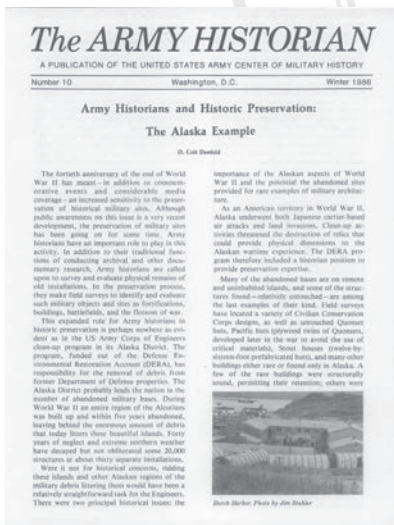 The ARMY HISTORIAN
A PUBLICATION OF THE UNITED STATES ARMY CENTER OF MILITARY HISTORY
Number 10 Washington, D.C. Winter 1986
Army Historians and Historic Preservation:
The Alaska Example
D. Colt Denfeld
The fortieth anniversary of the end of World
War II has meant—in addition to commem-
orative events and considerable media
coverage—an increased sensitivity to the preser-
vation of historical military sites. Although
public awareness on this issue is a very recent
development, the preservation of military sites
has been going on for some time. Army
historians have an important role to play in this
activity. In addition to their traditional func-
tions of conducting archival and other docu-
mentary research, Army historians are called
upon to survey and evaluate physical remains of
old installations. In the preservation process,
they make field surveys to identify and evaluate
such military objects and sites as fortifications,
buildings, battlefields, and the flotsam of war.
This expanded role for Army historians in
historic preservation is perhaps nowhere as evi-
dent as in the US Army Corps of Engineers
clean-up program in its Alaska District. The
program, funded out of the Defense En-
vironmental Restoration Account (DERA), has
responsibility for the removal of debris from
former Department of Defense properties. The
Alaska District probably leads the nation in the
number of abandoned military bases. During
World War II an entire region of the Aleutians
was built up and within five years abandoned,
leaving behind the enormous amount of debris
that today litters these beautiful islands. Forty
years of neglect and extreme northern weather
have decayed but not obliterated some 20,000
structures at about thirty separate installations.
Were it not for historical concerns, ridding
these islands and other Alaskan regions of the
military debris littering them would have been a
relatively straightforward task for the Engineers.
There were two principal historical issues: the
importance of the Alaskan aspects of World
War II and the potential the abandoned sites
provided for rare examples of military architec-
ture.
As an American territory in World War II,
Alaska underwent both Japanese carrier-based
air attacks and land invasions. Clean-up ac-
tivities threatened the destruction of relics that
could provide physical dimensions to the
Alaskan wartime experience. The DERA pro-
gram therefore included a historian position to
provide preservation expertise.
Many of the abandoned bases are on remote
and uninhabited islands, and some of the struc-
tures found—relatively untouched—are among
the last examples of their kind. Field surveys
have located a variety of Civilian Conservation
Corps designs, as well as untouched Quonset
huts, Pacific huts (plywood twins of Quonsets,
developed later in the war to avoid the use of
critical materials), Stout houses (twelve-by-
sixteen-foot prefabricated huts), and many other
buildings either rare or found only in Alaska. A
few of the rare buildings were structurally
sound, permitting their retention; others were
Dutch Harbor. Photo by Jim Stuhler